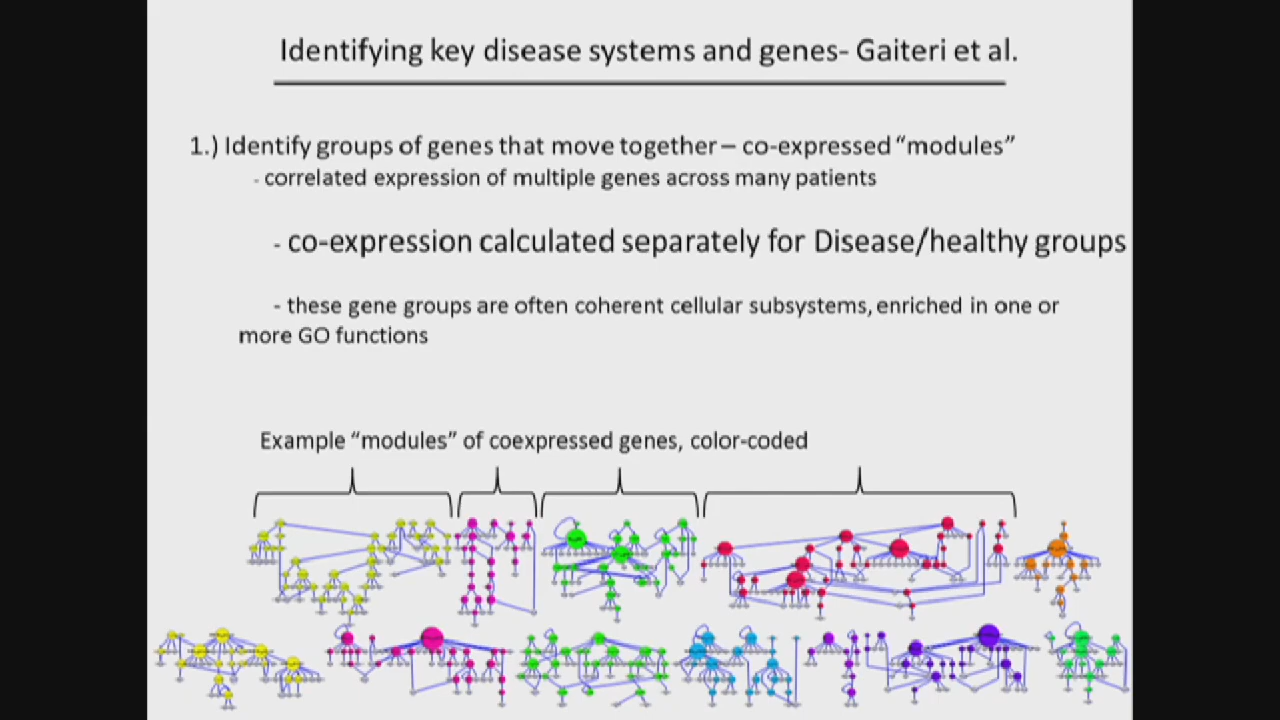 Identifying key disease systems and genes- Gaiteri et al.
1.) Identify groups of genes that move together – co-expressed “modules”
- correlated expression of multiple genes across many patients
- co-expression calculated separately for Disease/healthy groups
- these gene groups are often coherent cellular subsystems, enriched in one or
more GO functions
Example “modules” of coexpressed genes, color-coded